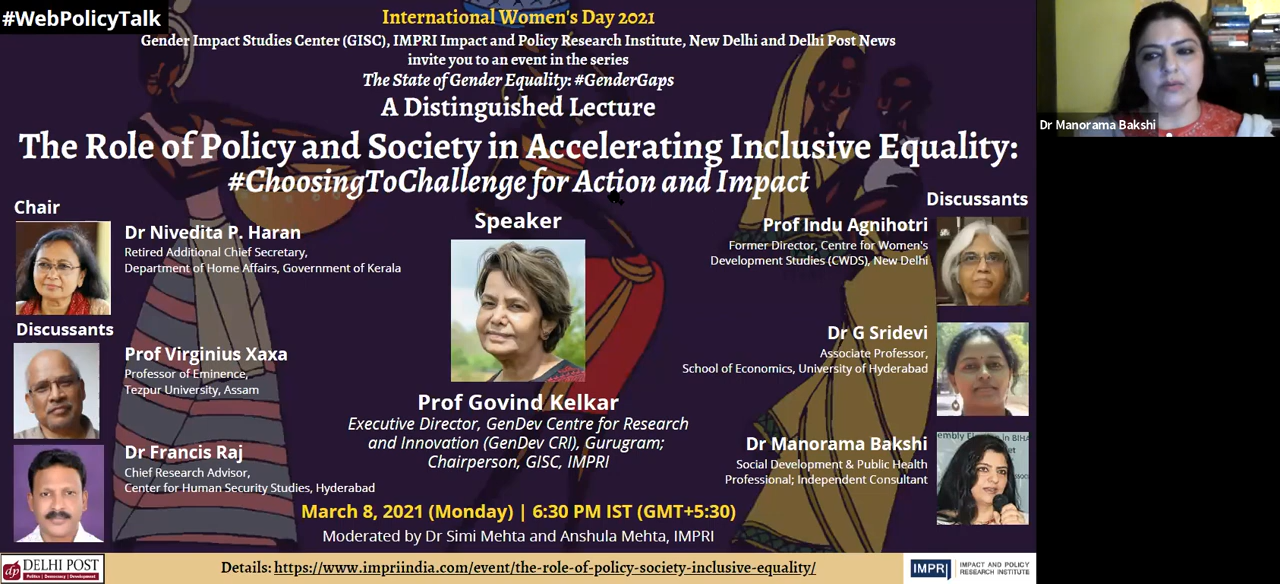 #WebPolicyTalk
International Women's Day 2021
Gender Impact Studies Center (GISC), IMPRI Impact and Policy Research Institute, New Delhi and Delhi Post News
invite you to an event in the series
The State of Gender Equality: #GenderGaps
A Distinguished Lecture
The Role of Policy and Society in Accelerating Inclusive Equality:
#ChoosingToChallenge for Action and Impact
Chair
Dr Nivedita P. Haran
Retired Additional Chief Secretary,
Department of Home Affairs, Government of Kerala
Discussants
Prof Virginius Xaxa
Professor of Eminence,
Tezpur University, Assam
Dr Francis Raj
Chief Research Advisor,
Center for Human Security Studies, Hyderabad
Speaker
Prof Govind Kelkar
Executive Director, GenDev Centre for Research
and Innovation (GenDev CRI), Gurugram;
Chairperson, GISC, IMPRI
Discussants
Prof Indu Agnihotri
Former Director, Centre for Women's
Development Studies (CWDS), New Delhi
Dr G Sridevi
Associate Professor,
School of Economics, University of Hyderabad
Dr Manorama Bakshi
Social Development & Public Health
Professional; Independent Consultant
March 8, 2021 (Monday) | 6:30 PM IST (GMT+5:30)
Moderated by Dr Simi Mehta and Anshula Mehta, IMPRI
dp DELHI POST
Politics | Democracy | Development
Details: https://www.impriindia.com/event/the-role-of-policy-society-inclusive-equality/
IMPRI
IMPACT AND POLICY
RESEARCH INSTITUTE
Dr Manorama Bakshi